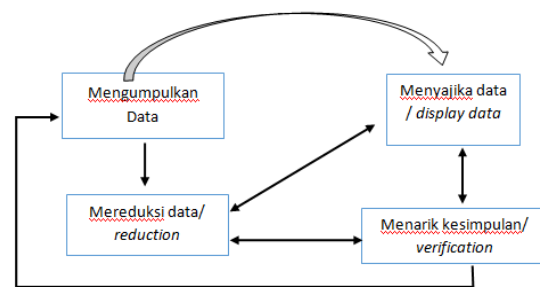 Mengumpulkan
Data
Menyajika data
/ display data
Mereduksi data/
reduction
Menarik kesimpulan/
verification